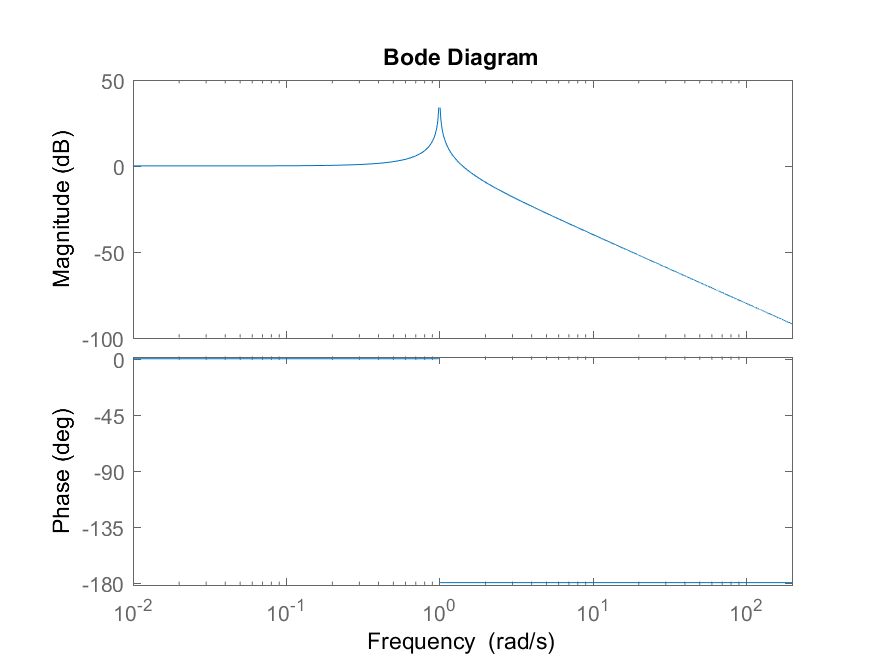 Bode Diagram
50
0
-50
-100
Magnitude (dB)
0
-45
-90
-135
-180
Phase (deg)
10^-2 10^-1 10^0 10^1 10^2
Frequency (rad/s)